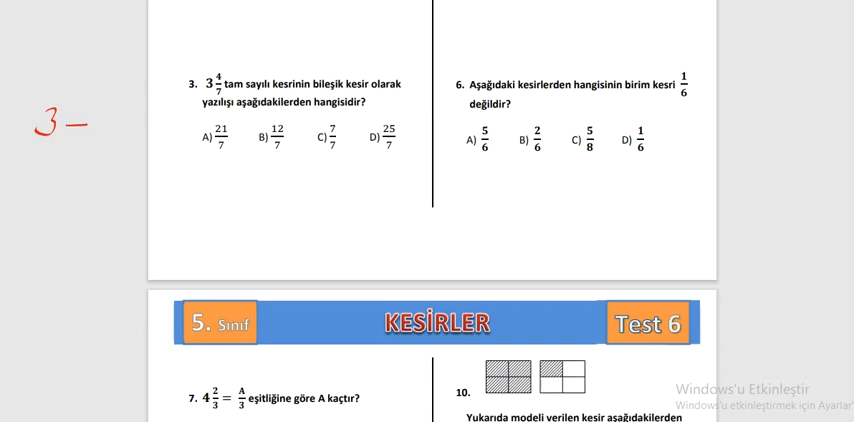 3 –
3. 3 4/7 tam sayılı kesrinin bileşik kesir olarak
yazılışı aşağıdakilerden hangisidir?
A) 21/7 B) 12/7 C) 7/7 D) 25/7
6. Aşağıdaki kesirlerden hangisinin birim kesri 1/6
değildir?
A) 5/6 B) 2/6 C) 5/8 D) 1/6
5. Sınıf
KESİRLER
Test 6
7. 4 2/3 = A/3 eşitliğine göre A kaçtır?
10.
Yukarıda modeli verilen kesir aşağıdakilerden
Windows'u Etkinleştir
Windows'u etkinleştirmek için Ayarlar'